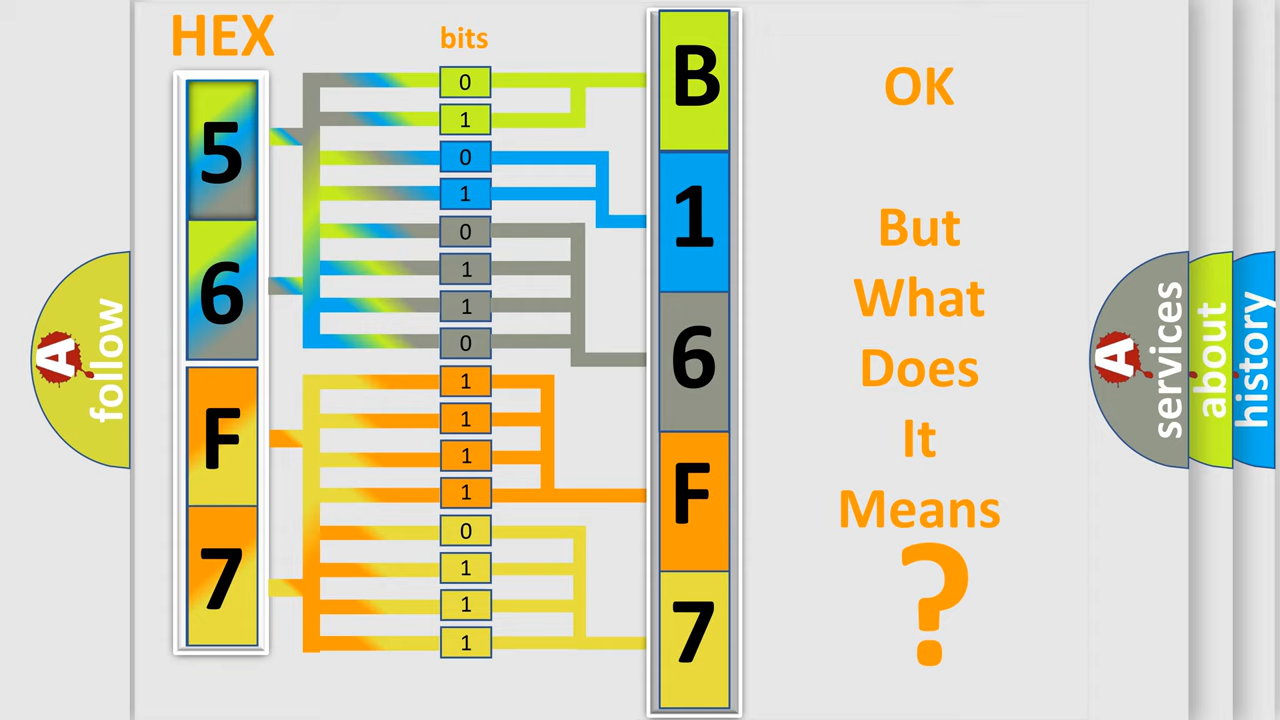 HEX
bits
5
6
F
7
0
1
0
1
0
1
1
0
1
1
1
1
0
1
1
1
B
1
6
F
7
OK
But
What
Does
It
Means
?
A
follow
A
services
about
history